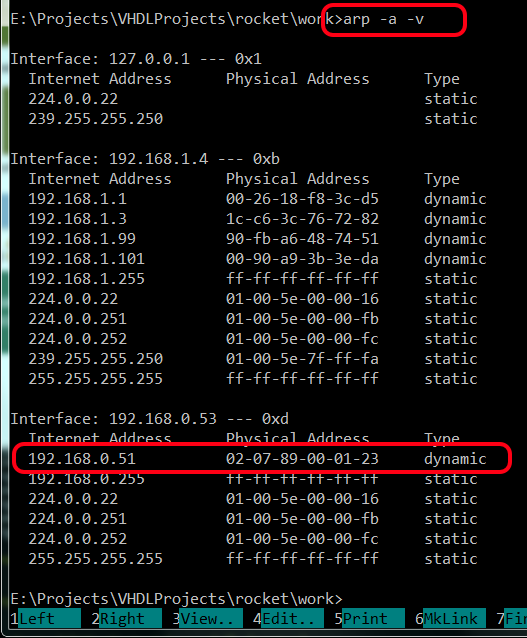 E:\Projects\VHDLProjects\rocket\work>arp -a -v
Interface: 127.0.0.1 --- 0x1
  Internet Address      Physical Address      Type
  224.0.0.22                                  static
  239.255.255.250                             static
Interface: 192.168.1.4 --- 0xb
  Internet Address      Physical Address      Type
  192.168.1.1           00-26-18-f8-3c-d5     dynamic
  192.168.1.3           1c-c6-3c-76-72-82     dynamic
  192.168.1.99          90-fb-a6-48-74-51     dynamic
  192.168.1.101         00-90-a9-3b-3e-da     dynamic
  192.168.1.255         ff-ff-ff-ff-ff-ff     static
  224.0.0.22            01-00-5e-00-00-16     static
  224.0.0.251           01-00-5e-00-00-fb     static
  224.0.0.252           01-00-5e-00-00-fc     static
  239.255.255.250       01-00-5e-7f-ff-fa     static
  255.255.255.255       ff-ff-ff-ff-ff-ff     static
Interface: 192.168.0.53 --- 0xd
  Internet Address      Physical Address      Type
  192.168.0.51          02-07-89-00-01-23     dynamic
  192.168.0.255         ff-ff-ff-ff-ff-ff     static
  224.0.0.22            01-00-5e-00-00-16     static
  224.0.0.251           01-00-5e-00-00-fb     static
  224.0.0.252           01-00-5e-00-00-fc     static
  255.255.255.255       ff-ff-ff-ff-ff-ff     static
E:\Projects\VHDLProjects\rocket\work>
1Left 2Right 3View.. 4Edit.. 5Print 6MkLink 7